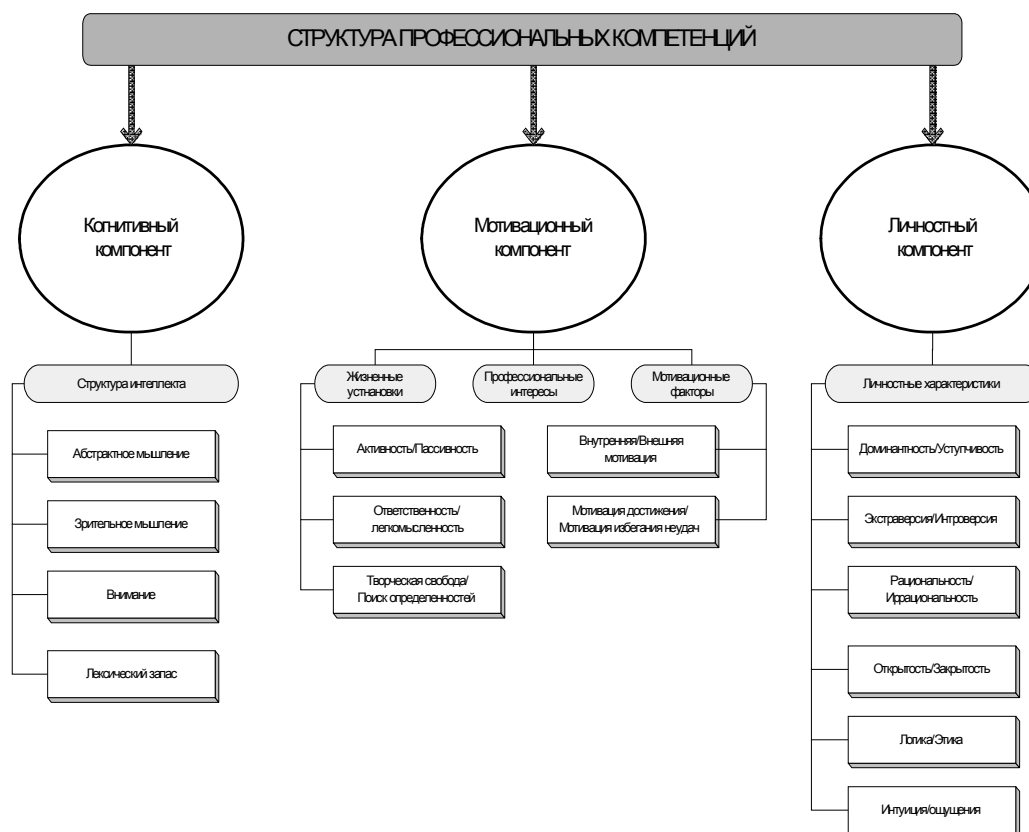 СТРУКТУРА ПРОФЕССИОНАЛЬНЫХ КОМПЕТЕНЦИЙ
Когнитивный
компонент
Мотивационный
компонент
Личностный
компонент
Структура интеллекта
Абстрактное мышление
Зрительное мышление
Внимание
Лексический запас
Жизненные
устнановки
Профессиональные
интересы
Мотивационные
факторы
Активность/Пассивность
Ответственность/
легкомысленность
Творческая свобода/
Поиск определенностей
Внутренняя/Внешняя
мотивация
Мотивация достижения/
Мотивация избегания неудач
Личностные характеристики
Доминантность/Уступчивость
Экстраверсия/Интроверсия
Рациональность/
Иррациональность
Открытость/Закрытость
Логика/Этика
Интуиция/ощущения